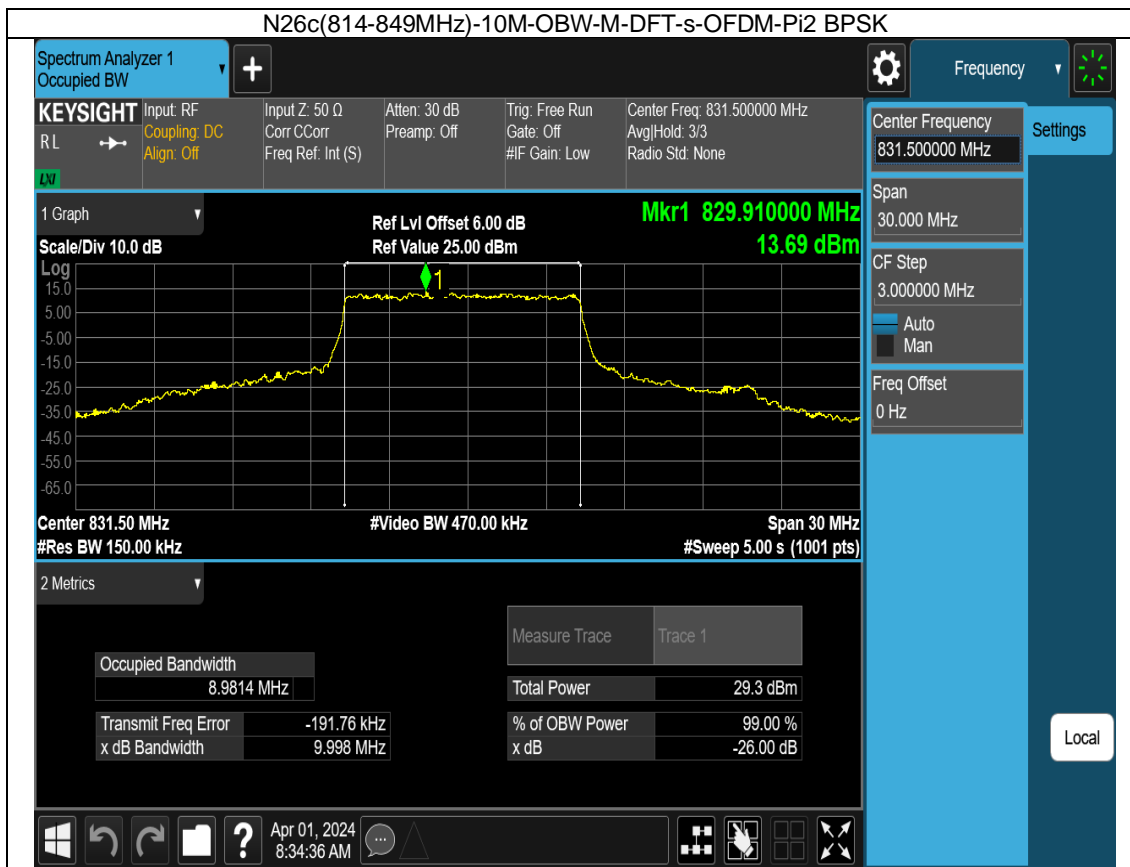 N26c(814-849MHz)-10M-OBW-M-DFT-s-OFDM-Pi2 BPSK
Spectrum Analyzer 1
Occupied BW
+
Frequency
KEYSIGHT
RL
LXI
Input: RF
Coupling: DC
Align: Off
Input Z: 50 Ω
Corr CCorr
Freq Ref: Int (S)
Atten: 30 dB
Preamp: Off
Trig: Free Run
Gate: Off
#IF Gain: Low
Center Freq: 831.500000 MHz
Avg|Hold: 3/3
Radio Std: None
Center Frequency
831.500000 MHz
Settings
Span
30.000 MHz
CF Step
3.000000 MHz
Auto
Man
Freq Offset
0 Hz
Local
1 Graph
Scale/Div 10.0 dB
Ref Lvl Offset 6.00 dB
Ref Value 25.00 dBm
Mkr1 829.910000 MHz
13.69 dBm
Log
1
15.0
5.00
-5.00
-15.0
-25.0
-35.0
-45.0
-55.0
-65.0
Center 831.50 MHz
#Video BW 470.00 kHz
Span 30 MHz
#Res BW 150.00 kHz
#Sweep 5.00 s (1001 pts)
2 Metrics
Measure Trace Trace 1
Occupied Bandwidth
8.9814 MHz
Total Power 29.3 dBm
Transmit Freq Error -191.76 kHz
% of OBW Power 99.00 %
x dB Bandwidth 9.998 MHz
x dB -26.00 dB
?
Apr 01, 2024
8:34:36 AM